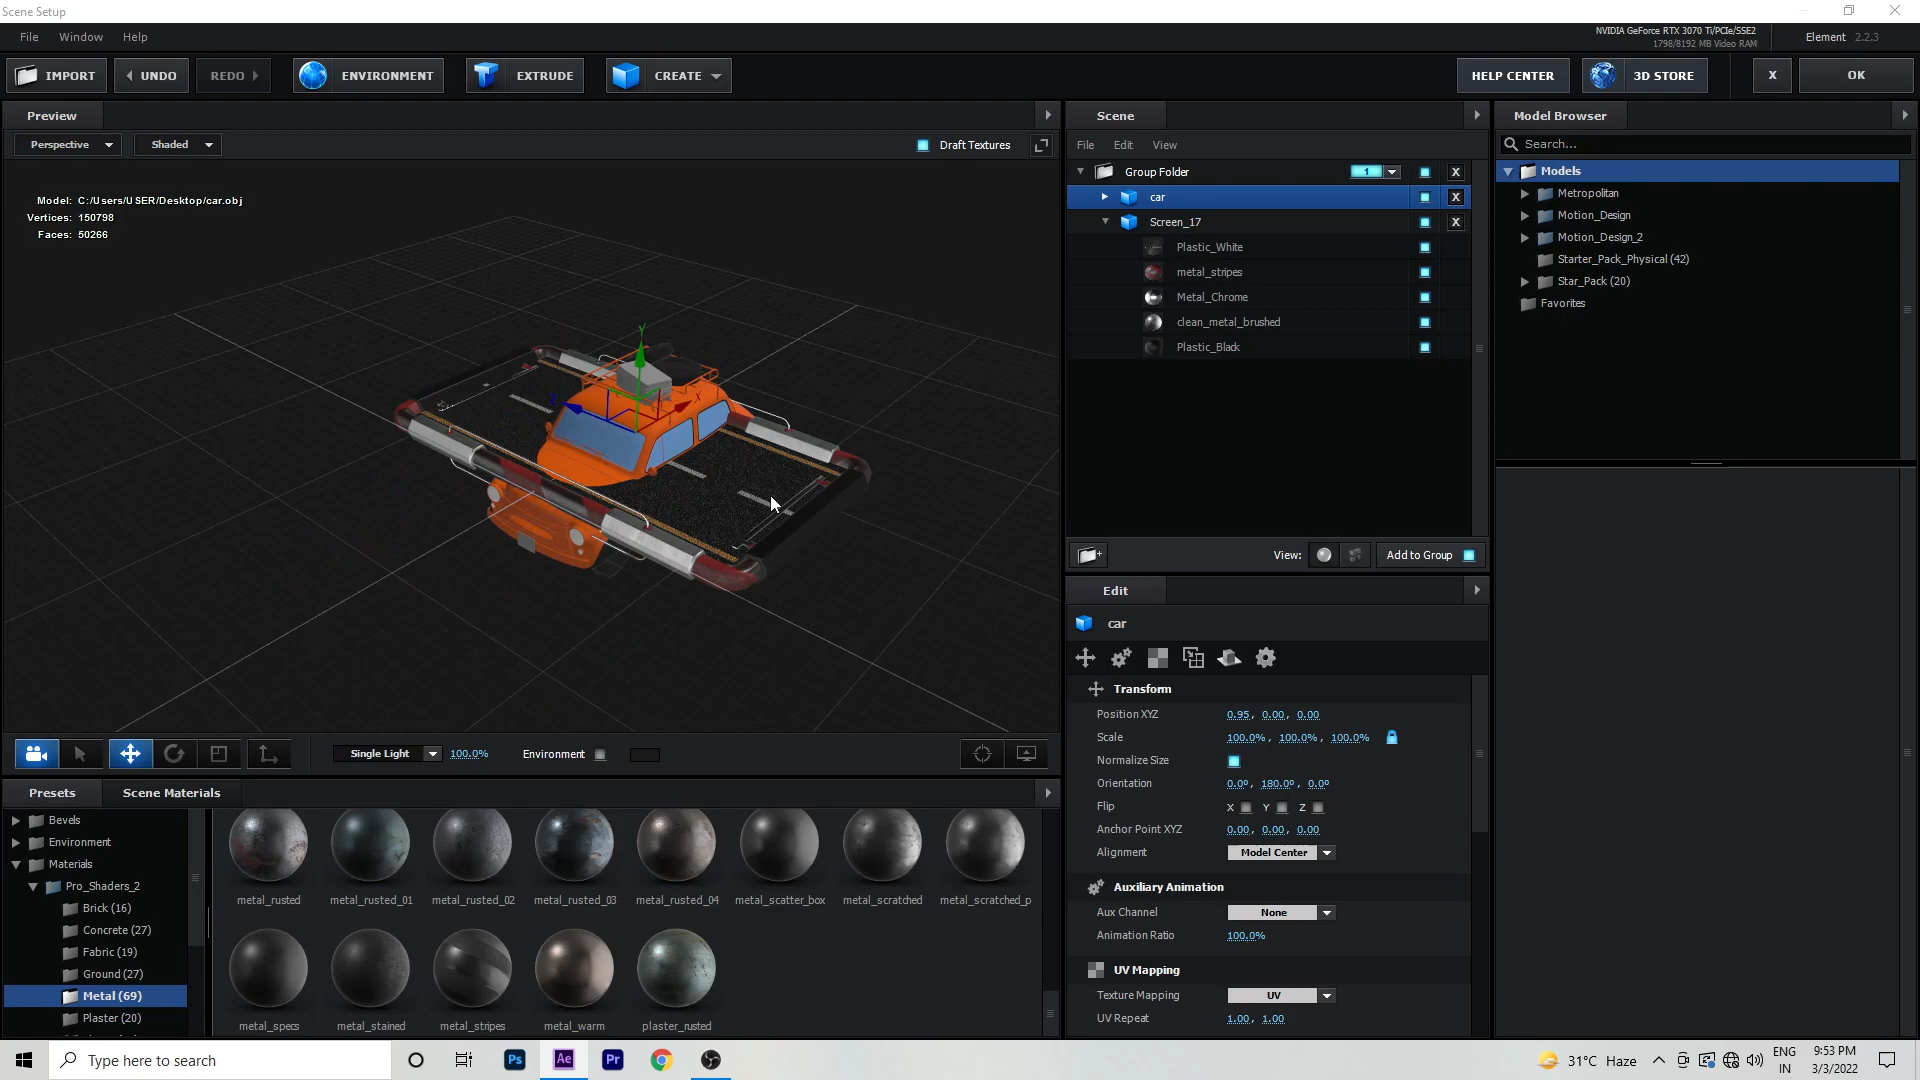 Scene Setup
File Window Help
NVIDIA GeForce RTX 3070 Ti/PCIe/SSE2
1798/8192 MB Video RAM
Element 2.2.3
IMPORT UNDO REDO ENVIRONMENT EXTRUDE CREATE HELP CENTER 3D STORE X OK
Preview
Perspective Shaded Draft Textures
Model: C:/Users/USER/Desktop/car.obj
Vertices: 150798
Faces: 50266
Y
X
Z
Single Light 100.0% Environment
Scene
File Edit View
Group Folder 1 X
car X
Screen_17 X
Plastic_White
metal_stripes
Metal_Chrome
clean_metal_brushed
Plastic_Black
View: Add to Group
Edit
car
Transform
Position XYZ 0.95, 0.00, 0.00
Scale 100.0%, 100.0%, 100.0%
Normalize Size
Orientation 0.0º, 180.0º, 0.0º
Flip X Y Z
Anchor Point XYZ 0.00, 0.00, 0.00
Alignment Model Center
Auxiliary Animation
Aux Channel None
Animation Ratio 100.0%
UV Mapping
Texture Mapping UV
UV Repeat 1.00, 1.00
Model Browser
Search...
Models
Metropolitan
Motion_Design
Motion_Design_2
Starter_Pack_Physical (42)
Star_Pack (20)
Favorites
Presets Scene Materials
Bevels
Environment
Materials
Pro_Shaders_2
Brick (16)
Concrete (27)
Fabric (19)
Ground (27)
Metal (69)
Plaster (20)
metal_rusted metal_rusted_01 metal_rusted_02 metal_rusted_03 metal_rusted_04 metal_scatter_box metal_scratched metal_scratched_p
metal_specs metal_stained metal_stripes metal_warm plaster_rusted
Type here to search
Ps Ae Pr
31°C Haze
ENG
IN
9:53 PM
3/3/2022